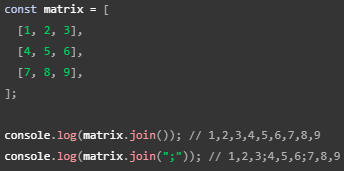 const matrix = [
  [1, 2, 3],
  [4, 5, 6],
  [7, 8, 9],
];

console.log(matrix.join()); // 1,2,3,4,5,6,7,8,9
console.log(matrix.join(";")); // 1,2,3;4,5,6;7,8,9